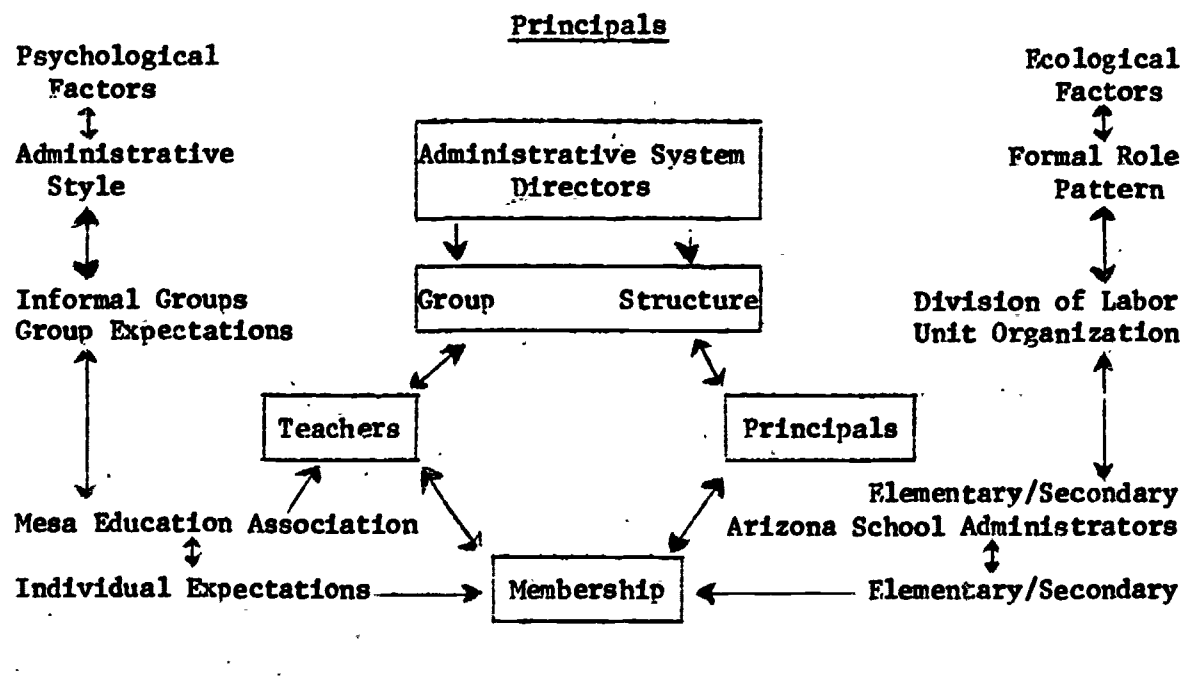 Principals
Psychological
Factors
Administrative
Style
Informal Groups
Group Expectations
Mesa Education Association
Individual Expectations
Administrative System
Directors
Group Structure
Teachers
Principals
Membership
Ecological
Factors
Formal Role
Pattern
Division of Labor
Unit Organization
Elementary/Secondary
Arizona School Administrators
Elementary/Secondary